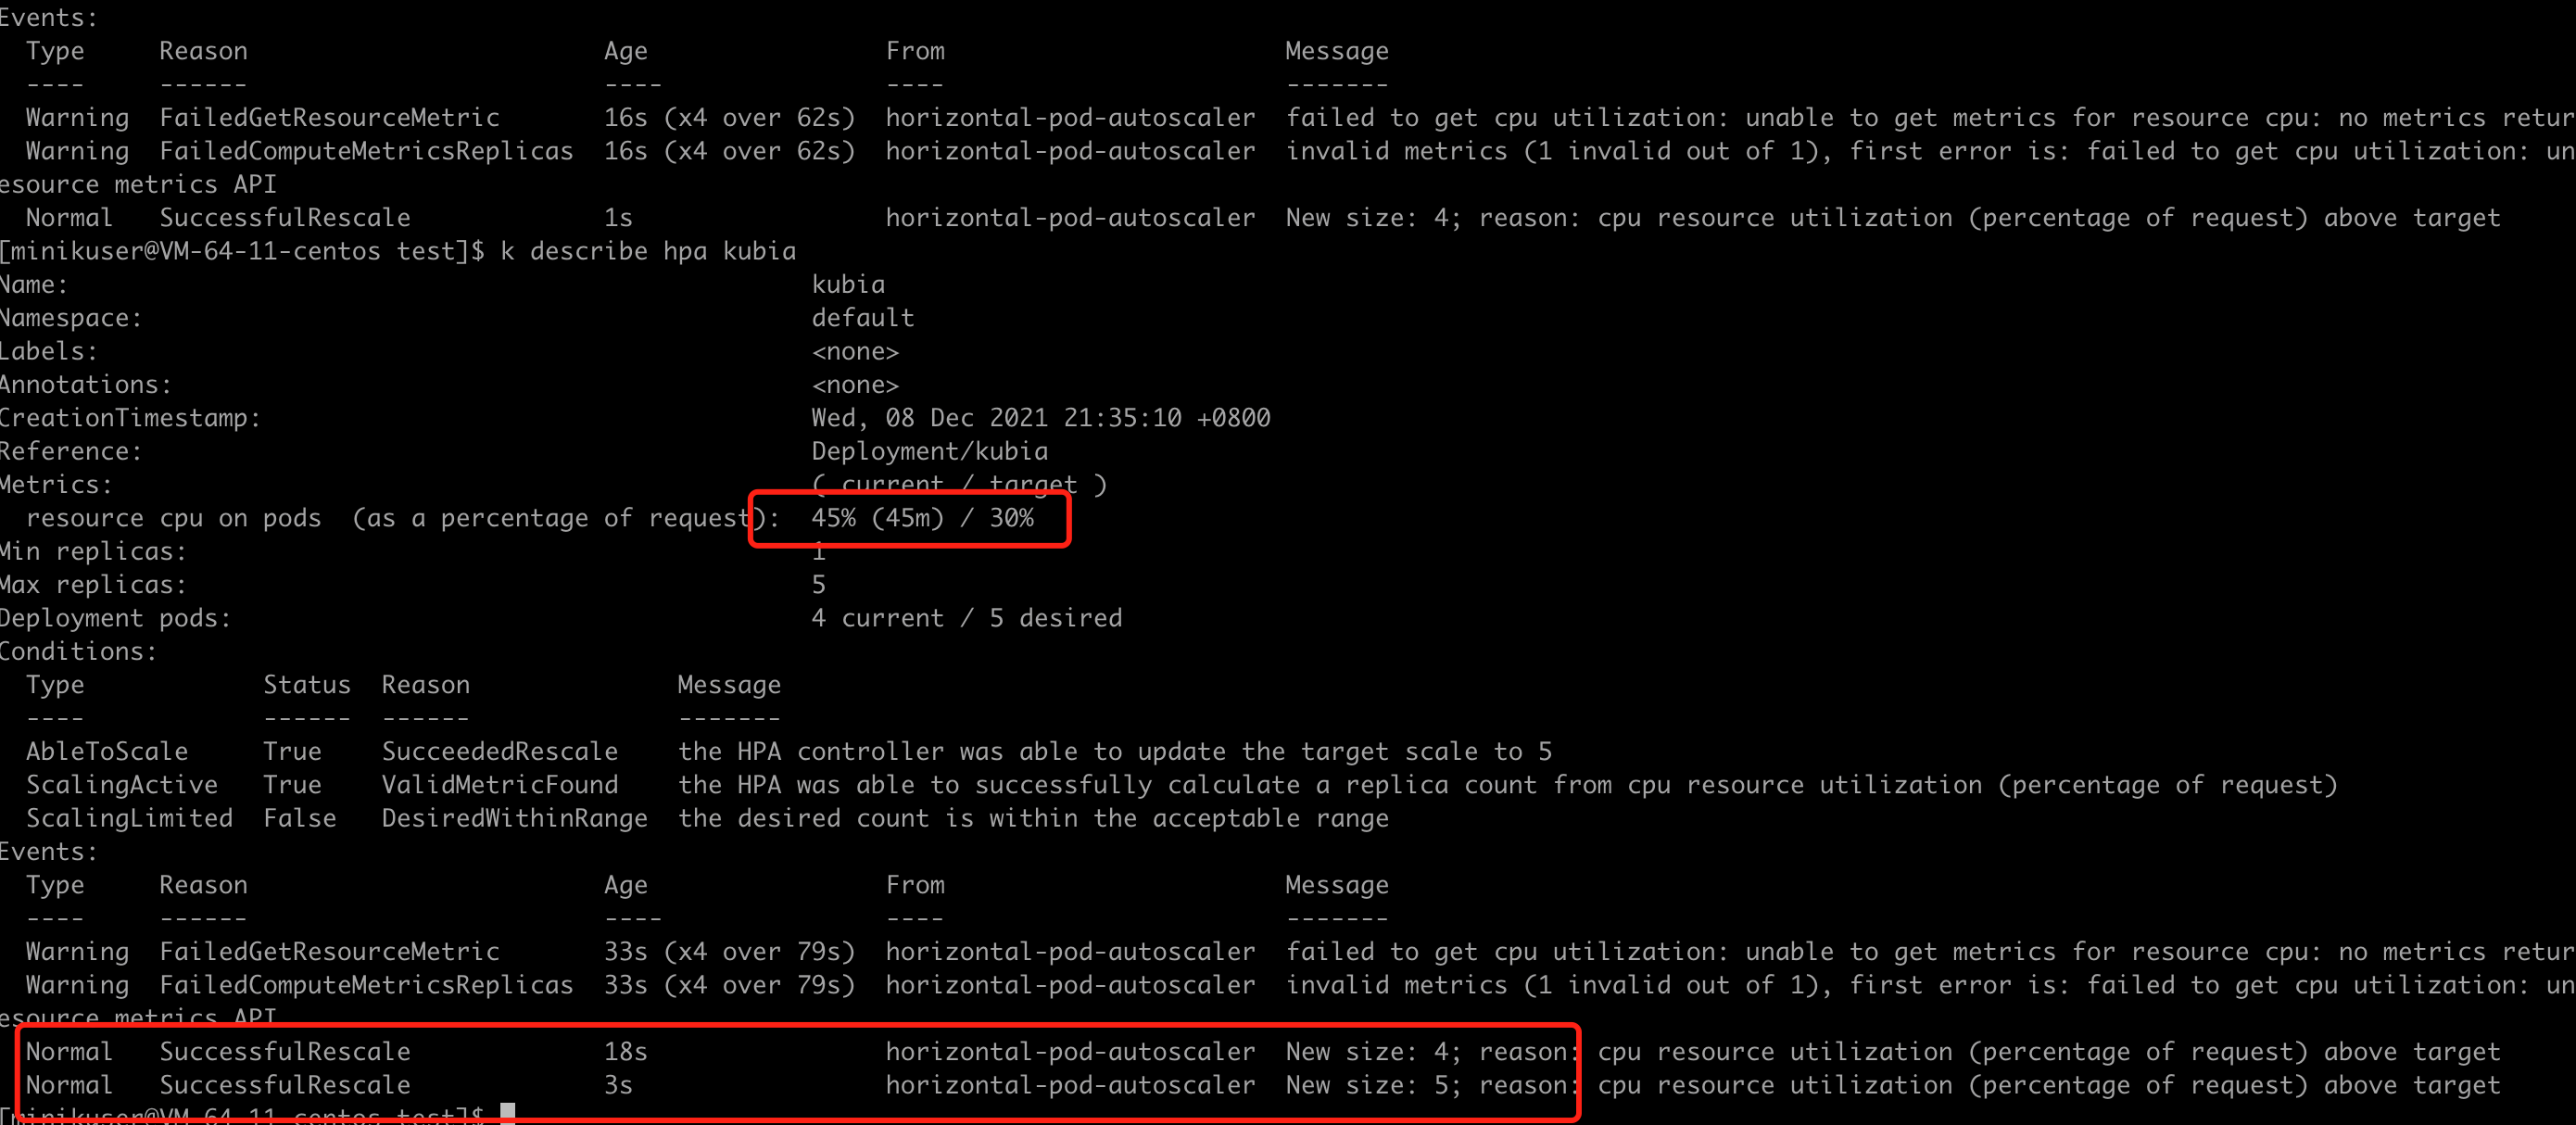 Events:
Type Reason Age From Message
---- ------ ---- ---- -------
Warning FailedGetResourceMetric 16s (x4 over 62s) horizontal-pod-autoscaler failed to get cpu utilization: unable to get metrics for resource cpu: no metrics retur
Warning FailedComputeMetricsReplicas 16s (x4 over 62s) horizontal-pod-autoscaler invalid metrics (1 invalid out of 1), first error is: failed to get cpu utilization: un
esource metrics API
Normal SuccessfulRescale 1s horizontal-pod-autoscaler New size: 4; reason: cpu resource utilization (percentage of request) above target
[minikuser@VM-64-11-centos test]$ k describe hpa kubia
Name: kubia
Namespace: default
Labels: <none>
Annotations: <none>
CreationTimestamp: Wed, 08 Dec 2021 21:35:10 +0800
Reference: Deployment/kubia
Metrics: ( current / target )
resource cpu on pods (as a percentage of request): 45% (45m) / 30%
Min replicas: 1
Max replicas: 5
Deployment pods: 4 current / 5 desired
Conditions:
Type Status Reason Message
---- ------ ------ -------
AbleToScale True SucceededRescale the HPA controller was able to update the target scale to 5
ScalingActive True ValidMetricFound the HPA was able to successfully calculate a replica count from cpu resource utilization (percentage of request)
ScalingLimited False DesiredWithinRange the desired count is within the acceptable range
Events:
Type Reason Age From Message
---- ------ ---- ---- -------
Warning FailedGetResourceMetric 33s (x4 over 79s) horizontal-pod-autoscaler failed to get cpu utilization: unable to get metrics for resource cpu: no metrics retur
Warning FailedComputeMetricsReplicas 33s (x4 over 79s) horizontal-pod-autoscaler invalid metrics (1 invalid out of 1), first error is: failed to get cpu utilization: un
esource metrics API
Normal SuccessfulRescale 18s horizontal-pod-autoscaler New size: 4; reason: cpu resource utilization (percentage of request) above target
Normal SuccessfulRescale 3s horizontal-pod-autoscaler New size: 5; reason: cpu resource utilization (percentage of request) above target
[minikuser@VM-64-11-centos test]$